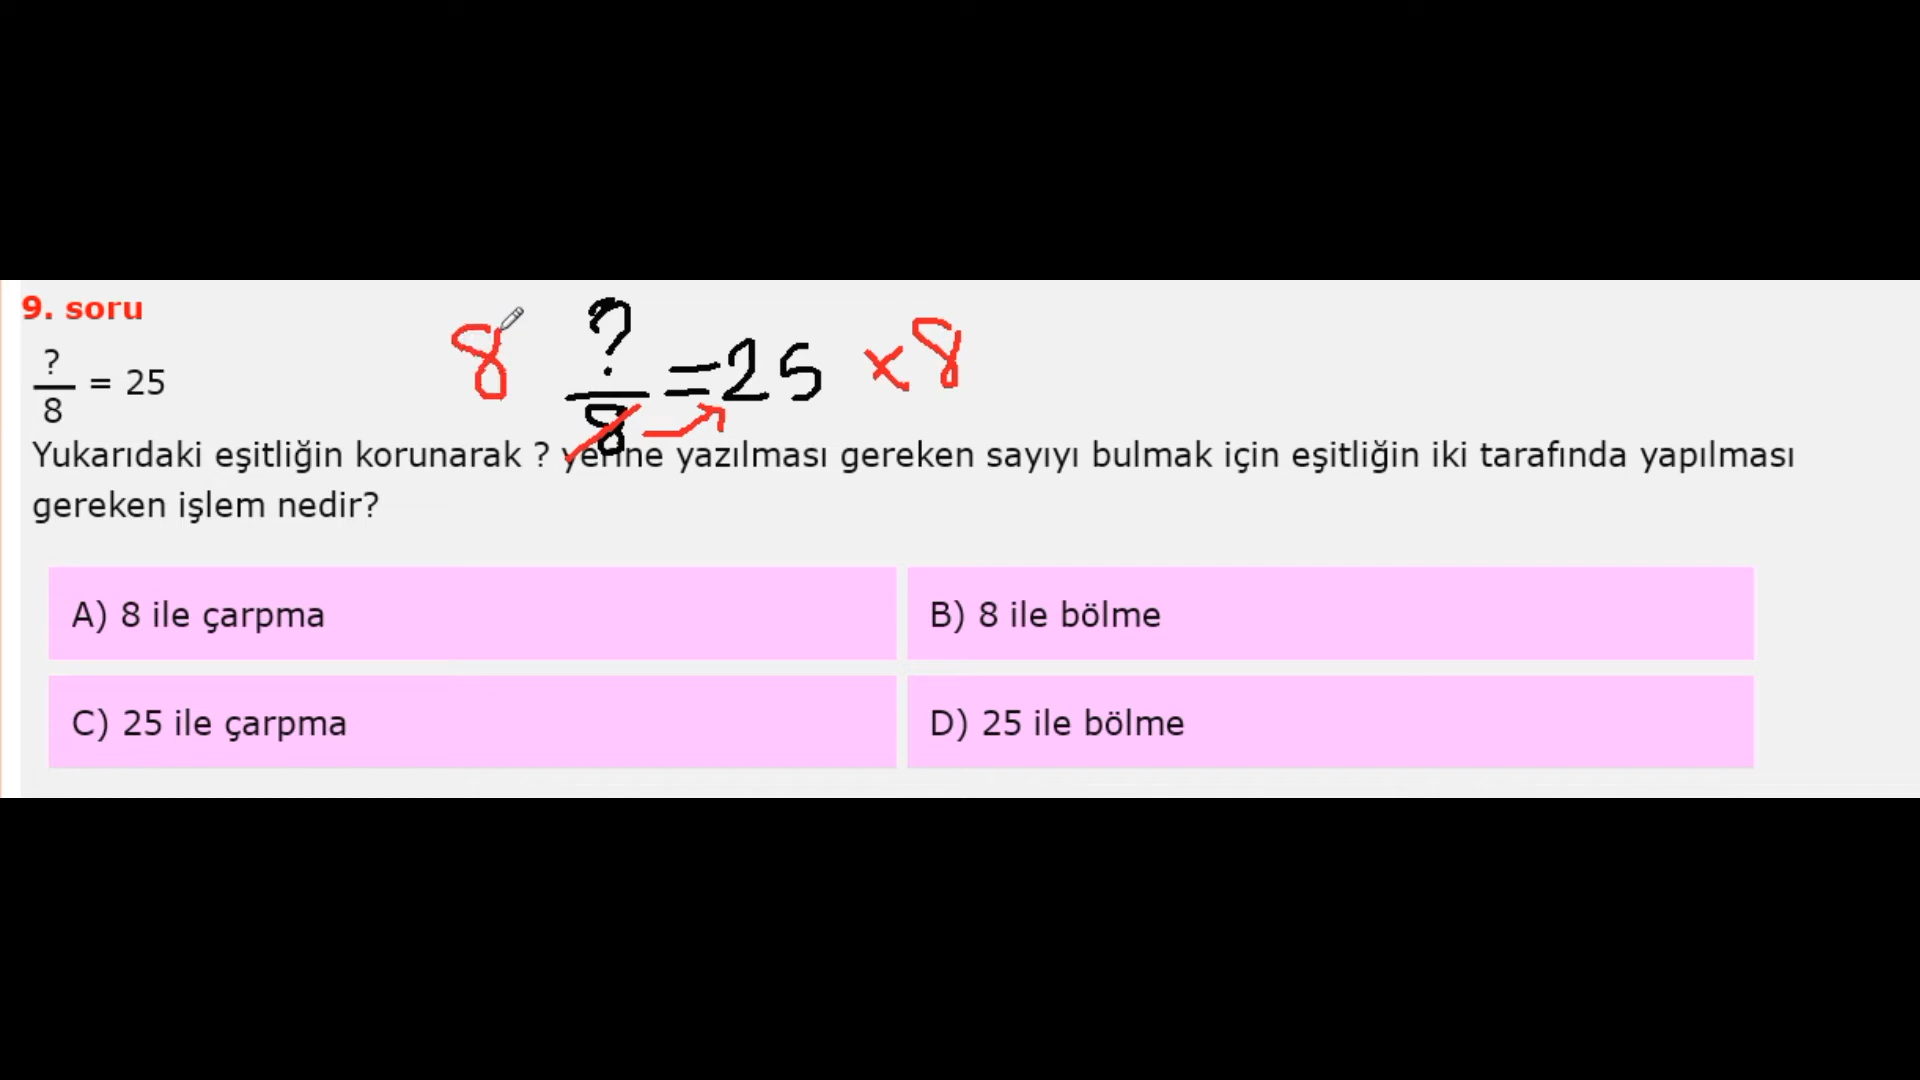 9. soru
?
8
= 25
8 ?
8
=25 x8
Yukarıdaki eşitliğin korunarak ? yerine yazılması gereken sayıyı bulmak için eşitliğin iki tarafında yapılması
gereken işlem nedir?
A) 8 ile çarpma
B) 8 ile bölme
C) 25 ile çarpma
D) 25 ile bölme